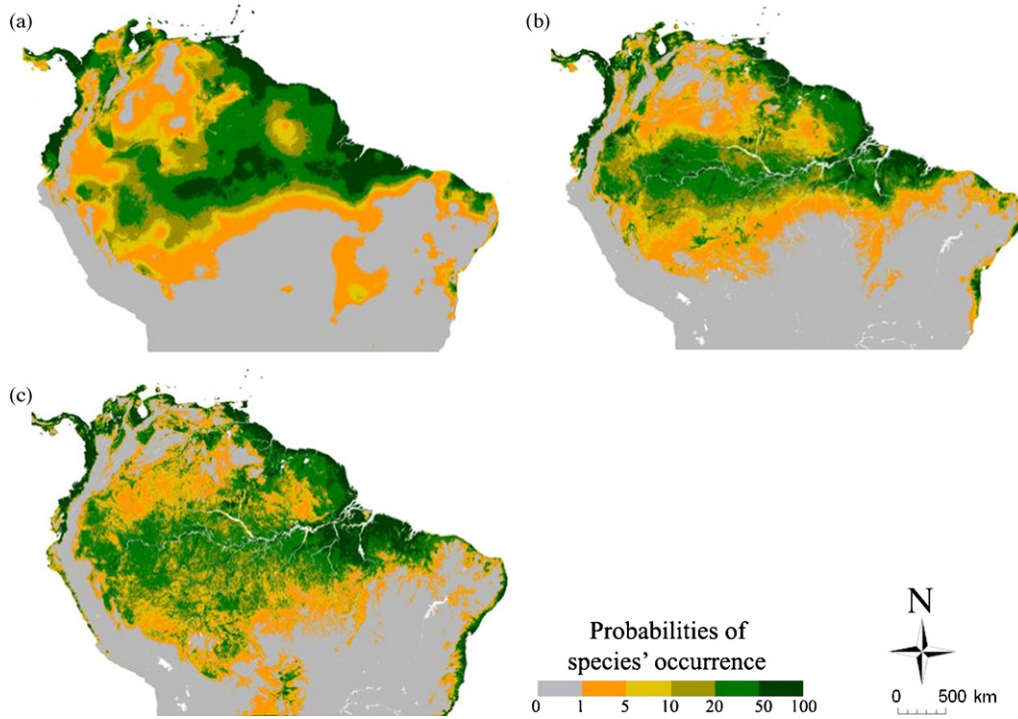 (a)
(b)
(c)
Probabilities of
species' occurrence
0 1 5 10 20 50 100
N
0 500 km